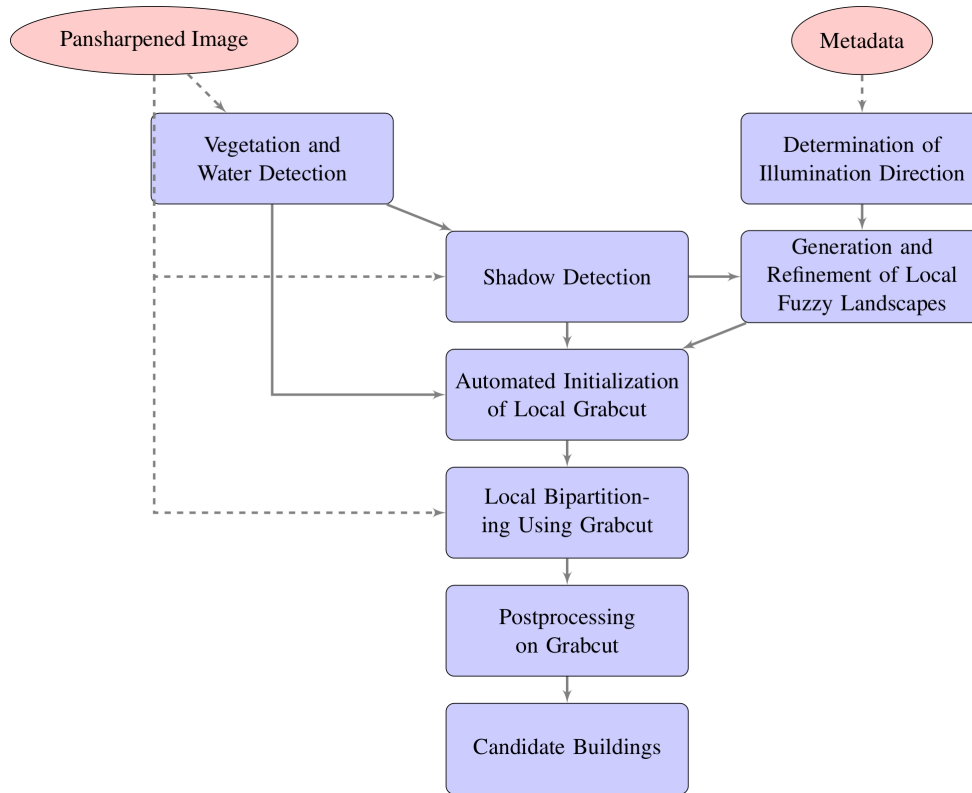 Pansharpened Image
Metadata
Vegetation and
Water Detection
Determination of
Illumination Direction
Shadow Detection
Generation and
Refinement of Local
Fuzzy Landscapes
Automated Initialization
of Local Grabcut
Local Bipartition-
ing Using Grabcut
Postprocessing
on Grabcut
Candidate Buildings